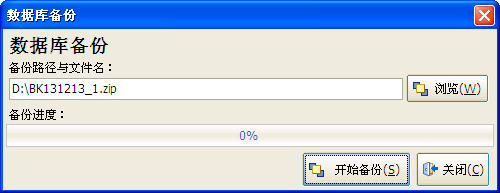 数据库备份
数据库备份
备份路径与文件名：
D:\BK131213_1.zip
浏览(W)
备份进度：
0%
开始备份(S)
关闭(C)